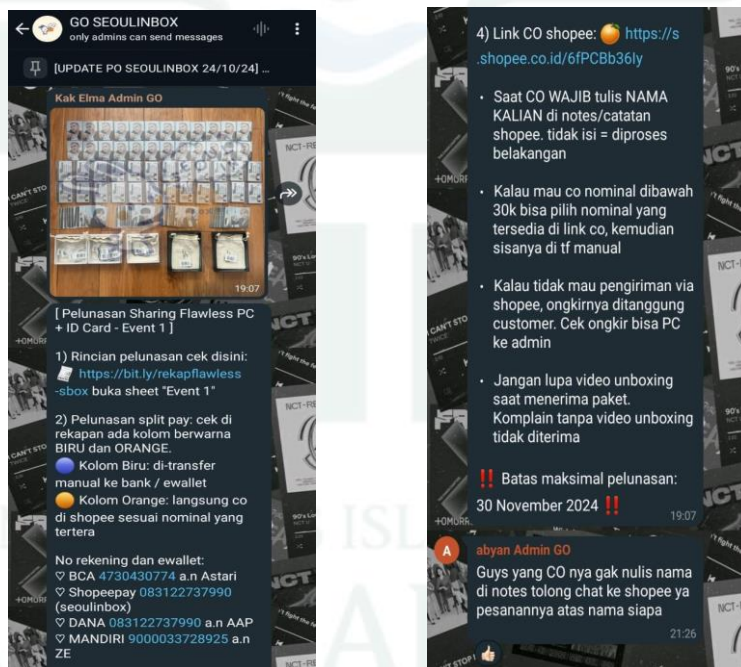 GO SEOULINBOX
only admins can send messages
[UPDATE PO SEOULINBOX 24/10/24] ...
Kak Elma Admin GO
19:07
[ Pelunasan Sharing Flawless PC
+ ID Card - Event 1 ]
1) Rincian pelunasan cek disini:
https://bit.ly/rekapflawless
-sbox buka sheet "Event 1"
2) Pelunasan split pay: cek di
rekapan ada kolom berwarna
BIRU dan ORANGE.
🔵 Kolom Biru: di-transfer
manual ke bank / ewallet
🟠 Kolom Orange: langsung co
di shopee sesuai nominal yang
tertera
No rekening dan ewallet:
♡ BCA 4730430774 a.n Astari
♡ Shopeepay 083122737990
(seoulinbox)
♡ DANA 083122737990 a.n AAP
♡ MANDIRI 9000033728925 a.n
ZE
4) Link CO shopee: 🍊 https://s
.shopee.co.id/6fPCBb36Iy
• Saat CO WAJIB tulis NAMA
KALIAN di notes/catatan
shopee. tidak isi = diproses
belakangan
• Kalau mau co nominal dibawah
30k bisa pilih nominal yang
tersedia di link co, kemudian
sisanya di tf manual
• Kalau tidak mau pengiriman via
shopee, ongkirnya ditanggung
customer. Cek ongkir bisa PC
ke admin
• Jangan lupa video unboxing
saat menerima paket.
Komplain tanpa video unboxing
tidak diterima
‼️ Batas maksimal pelunasan:
30 November 2024 ‼️
19:07
A
abyan Admin GO
Guys yang CO nya gak nulis nama
di notes tolong chat ke shopee ya
pesanannya atas nama siapa
21:26